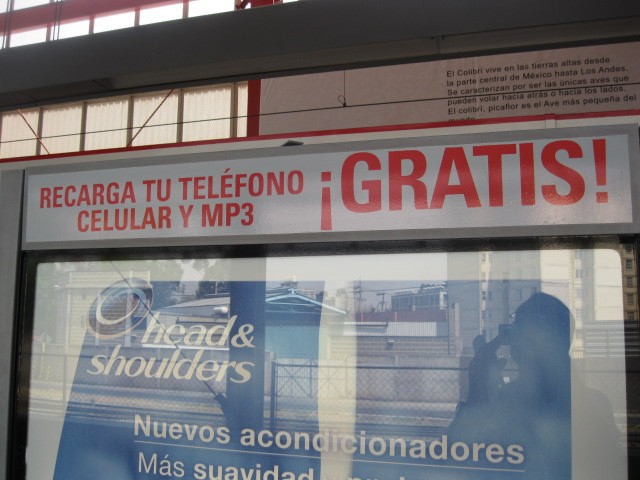 El Colibrí vive en las tierras altas desde
la parte central de México hasta Los Andes.
Se caracterizan por ser las únicas aves que
pueden volar hacia atrás o hacia los lados.
El colibrí, picaflor es el Ave más pequeña del
RECARGA TU TELÉFONO
CELULAR Y MP3
¡GRATIS!
head &
shoulders
Nuevos acondicionadores
Más suavidad